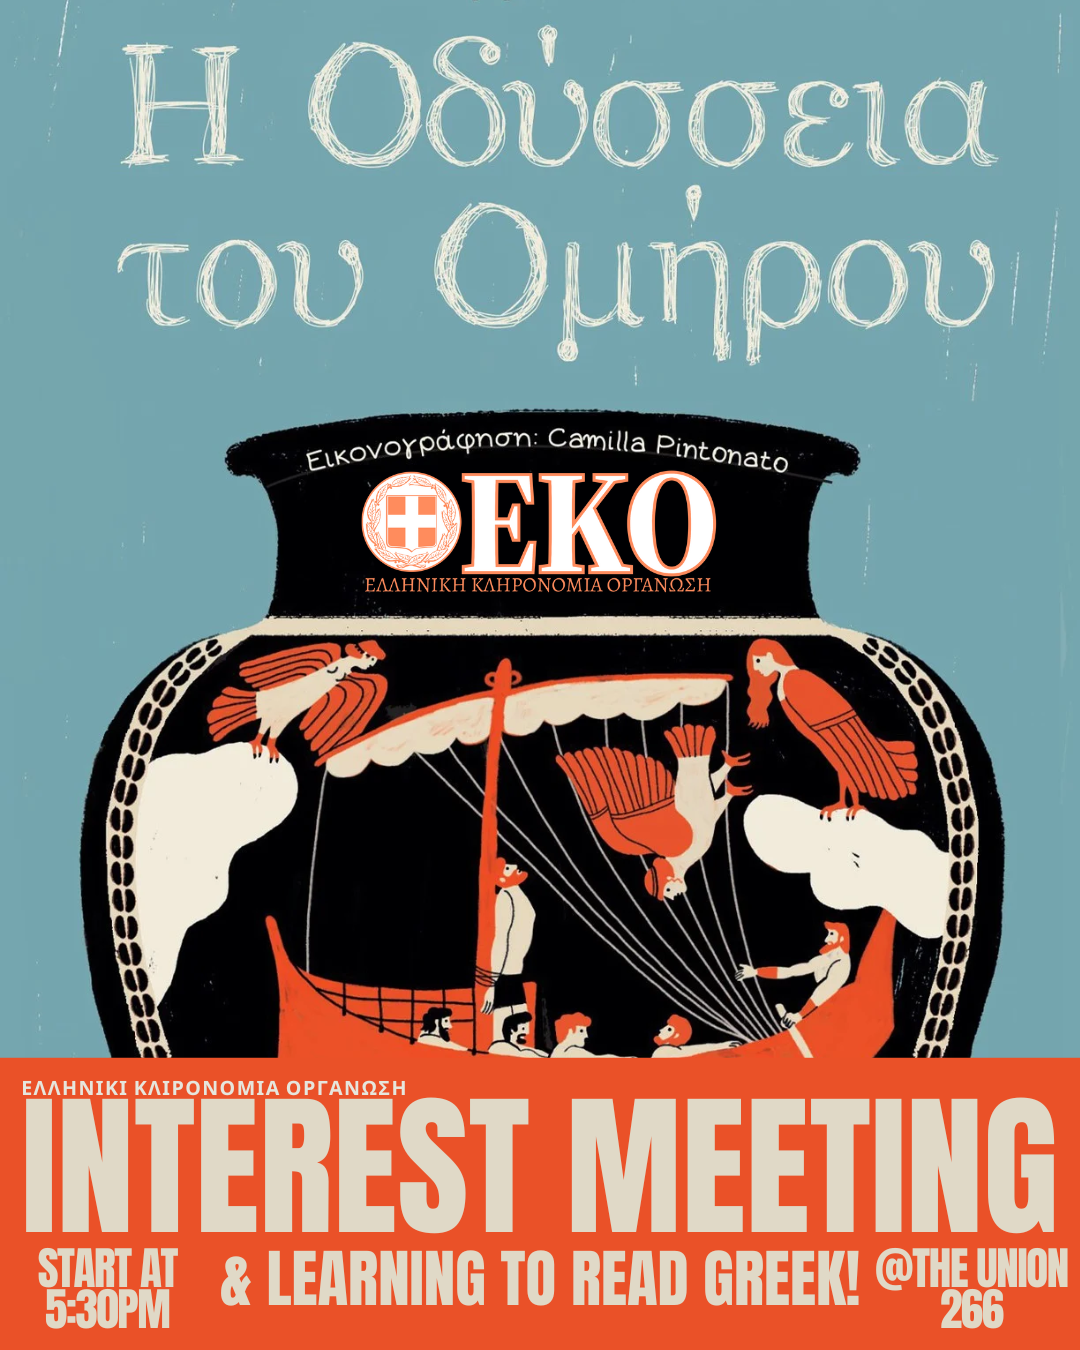 Η Οδύσσεια
του Ομήρου
Εικονογράφηση: Camilla Pintonato
ΕΚΟ
ΕΛΛΗΝΙΚΗ ΚΛΗΡΟΝΟΜΙΑ ΟΡΓΑΝΩΣΗ
ΕΛΛΗΝΙΚΙ ΚΛΙΡΟΝΟΜΙΑ ΟΡΓΑΝΩΣΗ
INTEREST MEETING
START AT
5:30PM
& LEARNING TO READ GREEK!
@THE UNION
266